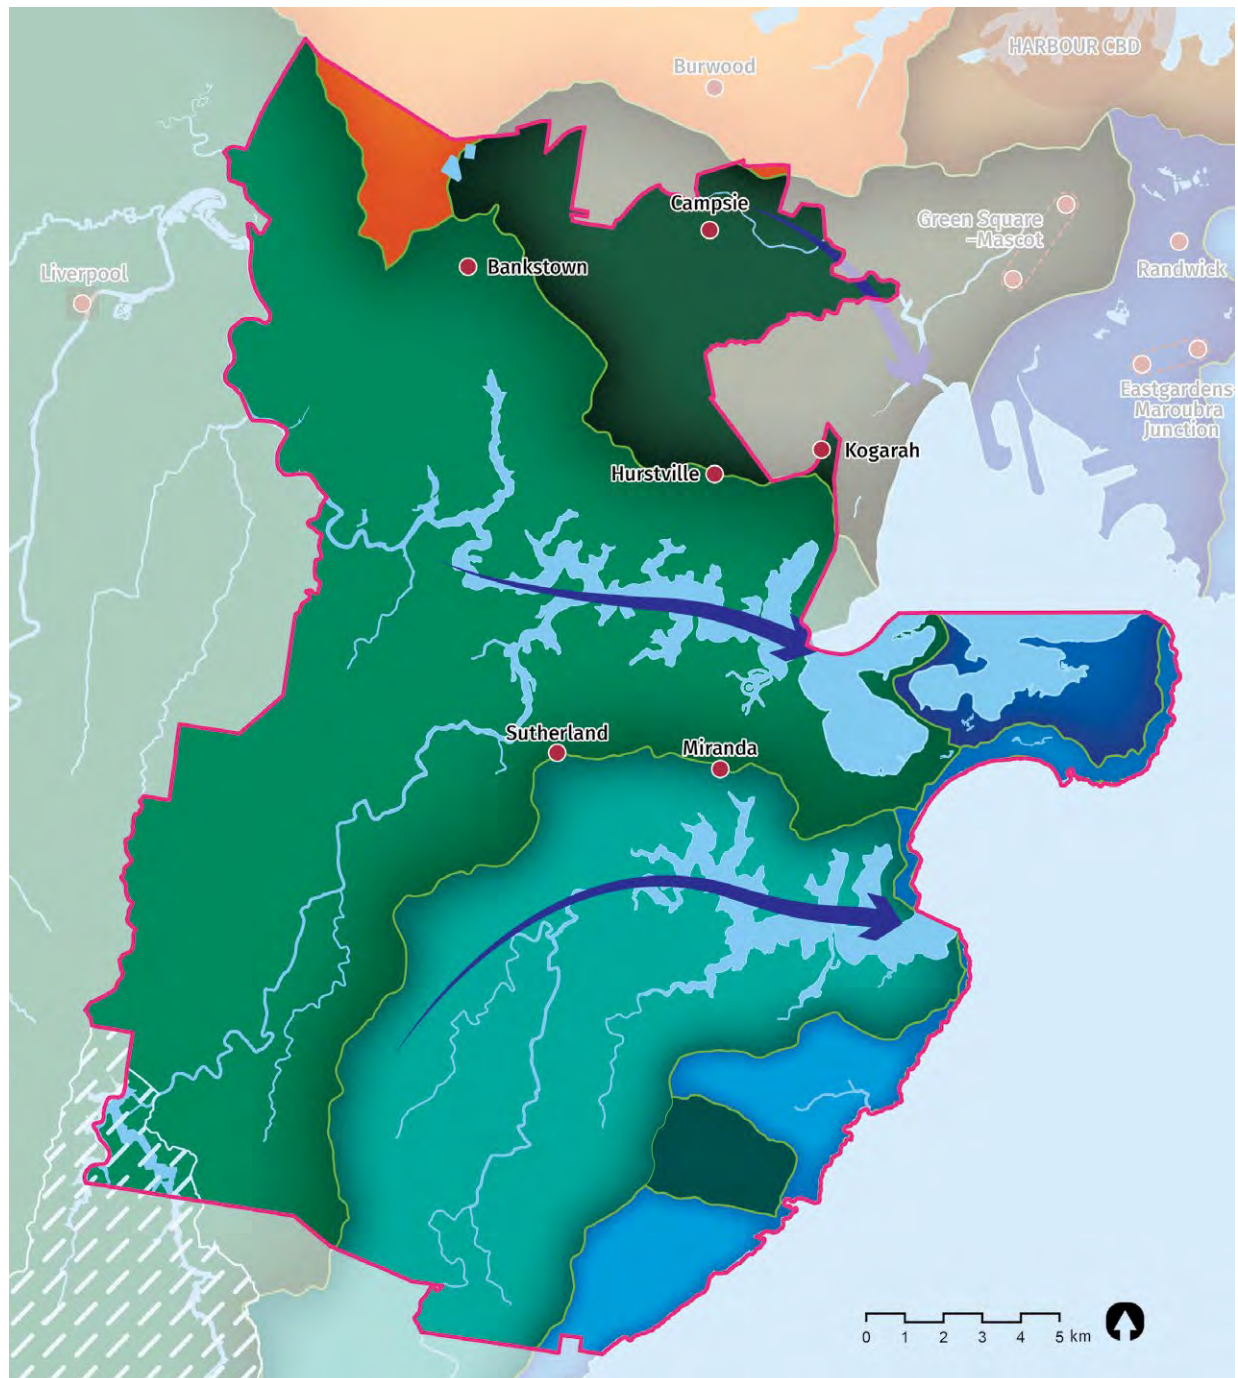 HARBOUR CBD
Burwood
Campsie
Green Square
–Mascot
Randwick
Liverpool
Bankstown
Eastgardens-
Maroubra
Junction
Kogarah
Hurstville
Sutherland
Miranda
0 1 2 3 4 5 km